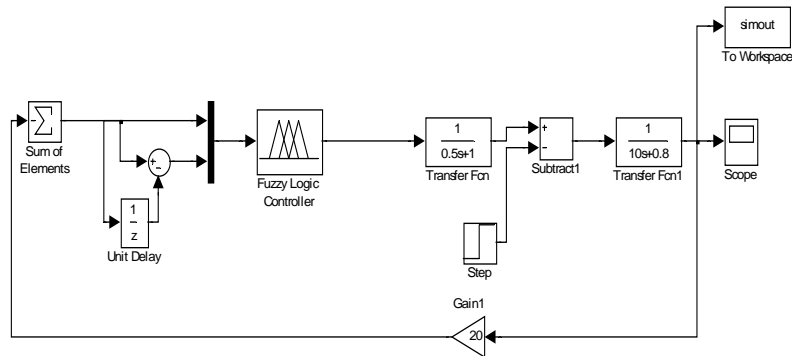 simout
To Workspace
Sum of
Elements
1
z
Unit Delay
Fuzzy Logic
Controller
1
0.5s+1
Transfer Fcn
Subtract1
1
10s+0.8
Transfer Fcn1
Scope
Step
Gain1
20